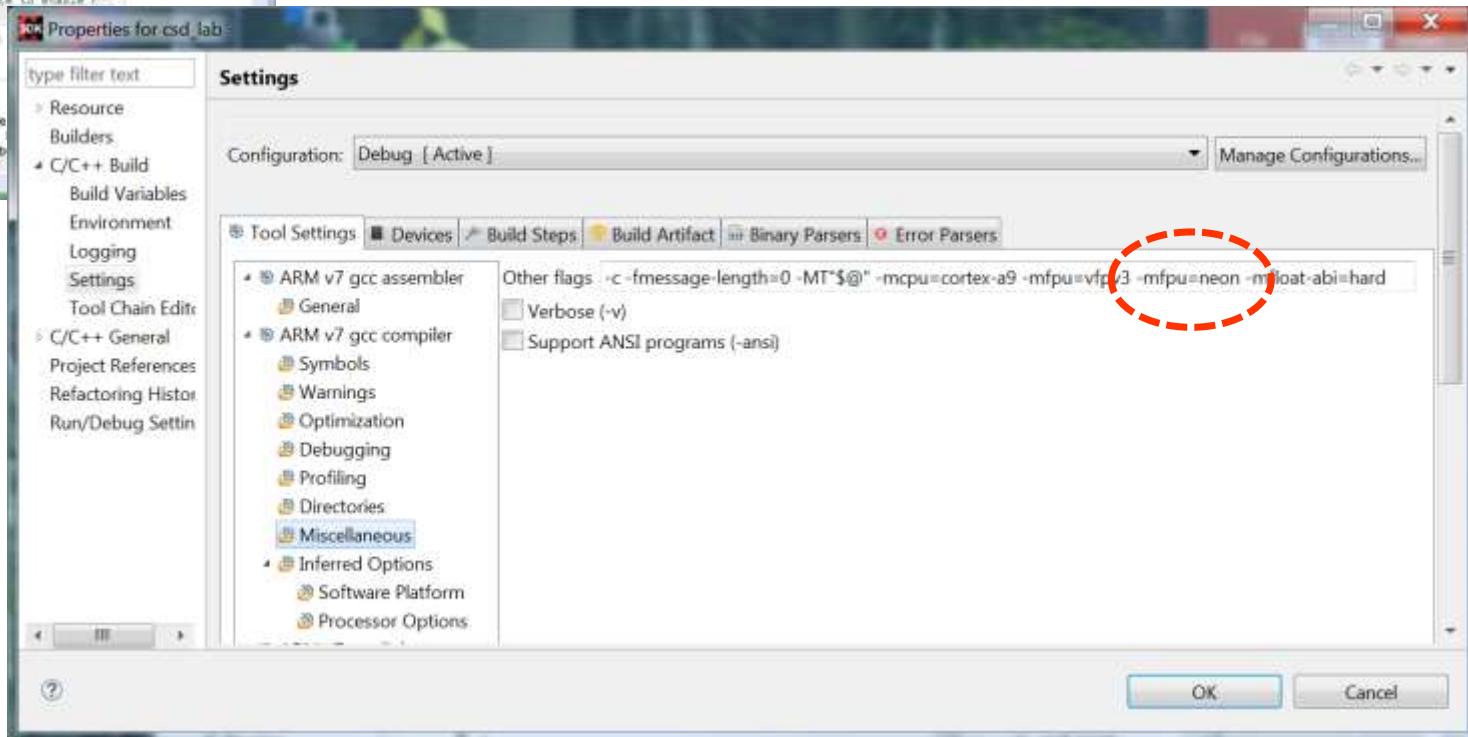 SDK Properties for csd_lab
type filter text
Settings
Resource
Builders
C/C++ Build
Build Variables
Environment
Logging
Settings
Tool Chain Edito
C/C++ General
Project References
Refactoring Histor
Run/Debug Settin
Configuration: Debug [ Active ]
Manage Configurations...
Tool Settings Devices Build Steps Build Artifact Binary Parsers Error Parsers
ARM v7 gcc assembler
General
ARM v7 gcc compiler
Symbols
Warnings
Optimization
Debugging
Profiling
Directories
Miscellaneous
Inferred Options
Software Platform
Processor Options
Other flags -c -fmessage-length=0 -MT"$@" -mcpu=cortex-a9 -mfpu=vfpv3 -mfpu=neon -mfloat-abi=hard
Verbose (-v)
Support ANSI programs (-ansi)
OK Cancel